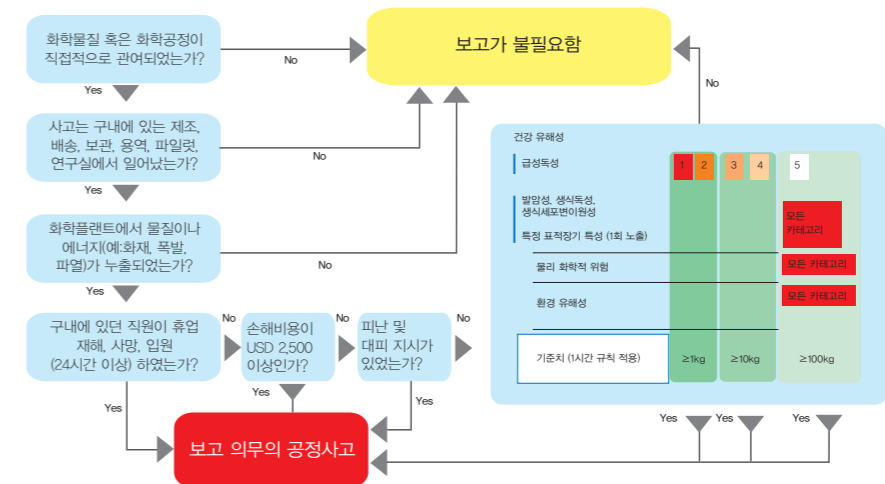 화학물질 혹은 화학공정이
직접적으로 관여되었는가?
No
보고가 불필요함
Yes
사고는 구내에 있는 제조,
배송, 보관, 용역, 파일럿,
연구실에서 일어났는가?
No
Yes
화학플랜트에서 물질이나
에너지(예:화재, 폭발,
파열)가 누출되었는가?
No
Yes
구내에 있던 직원이 휴업
재해, 사망, 입원
(24시간 이상) 하였는가?
No
손해비용이
USD 2,500
이상인가?
No
피난 및
대피 지시가
있었는가?
No
Yes
Yes
Yes
보고 의무의 공정사고
No
건강 유해성
급성독성
1 2 3 4 5
발암성, 생식독성,
생식세포변이원성
특정 표적장기 특성 (1회 노출)
모든
카테고리
물리 화학적 위험
모든 카테고리
환경 유해성
모든 카테고리
기준치 (1시간 규칙 적용)
≥1kg
≥10kg
≥100kg
Yes
Yes
Yes